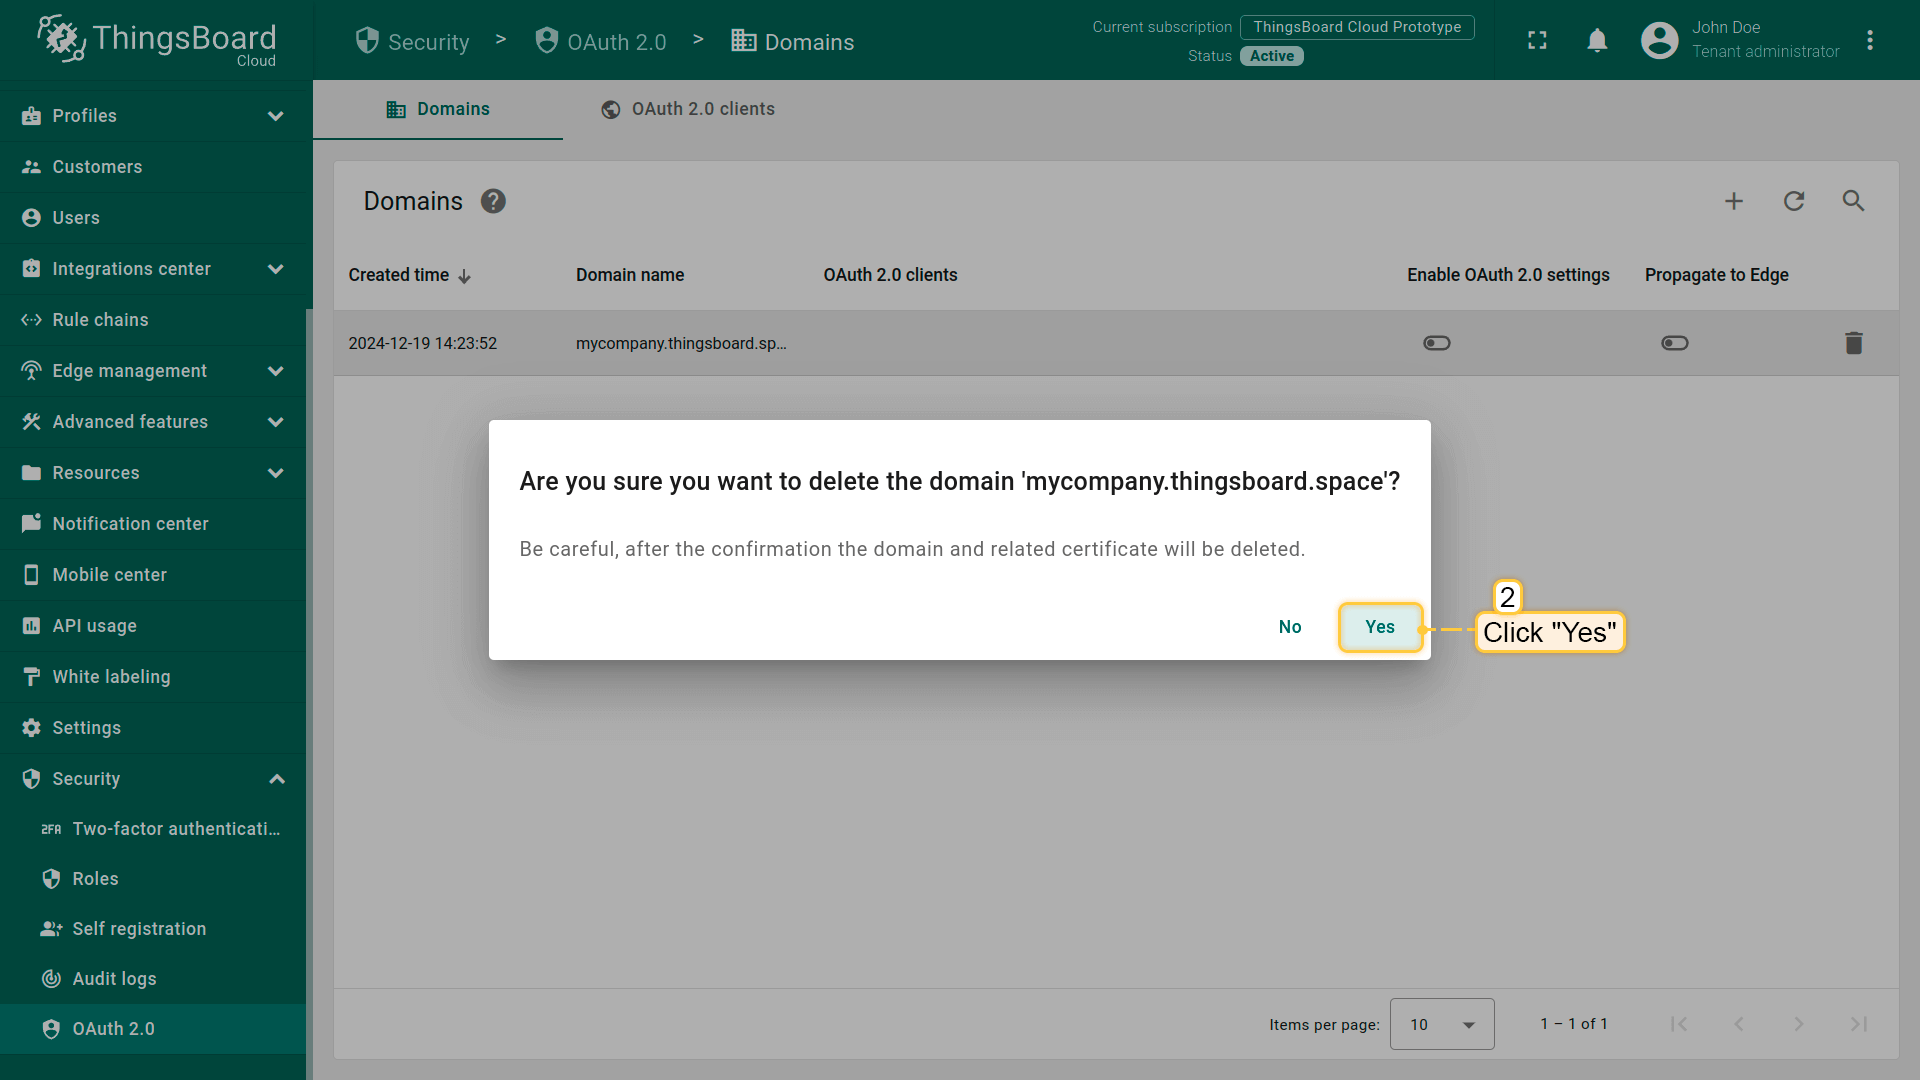 ThingsBoard
Cloud
Security > OAuth 2.0 > Domains
Current subscription ThingsBoard Cloud Prototype
Status Active
John Doe
Tenant administrator
Profiles
Customers
Users
Integrations center
Rule chains
Edge management
Advanced features
Resources
Notification center
Mobile center
API usage
White labeling
Settings
Security
2FA Two-factor authenticati...
Roles
Self registration
Audit logs
OAuth 2.0
Domains OAuth 2.0 clients
Domains ?
Created time Domain name OAuth 2.0 clients Enable OAuth 2.0 settings Propagate to Edge
2024-12-19 14:23:52 mycompany.thingsboard.sp...
Are you sure you want to delete the domain 'mycompany.thingsboard.space'?
Be careful, after the confirmation the domain and related certificate will be deleted.
No Yes
2
Click "Yes"
Items per page: 10 1 – 1 of 1